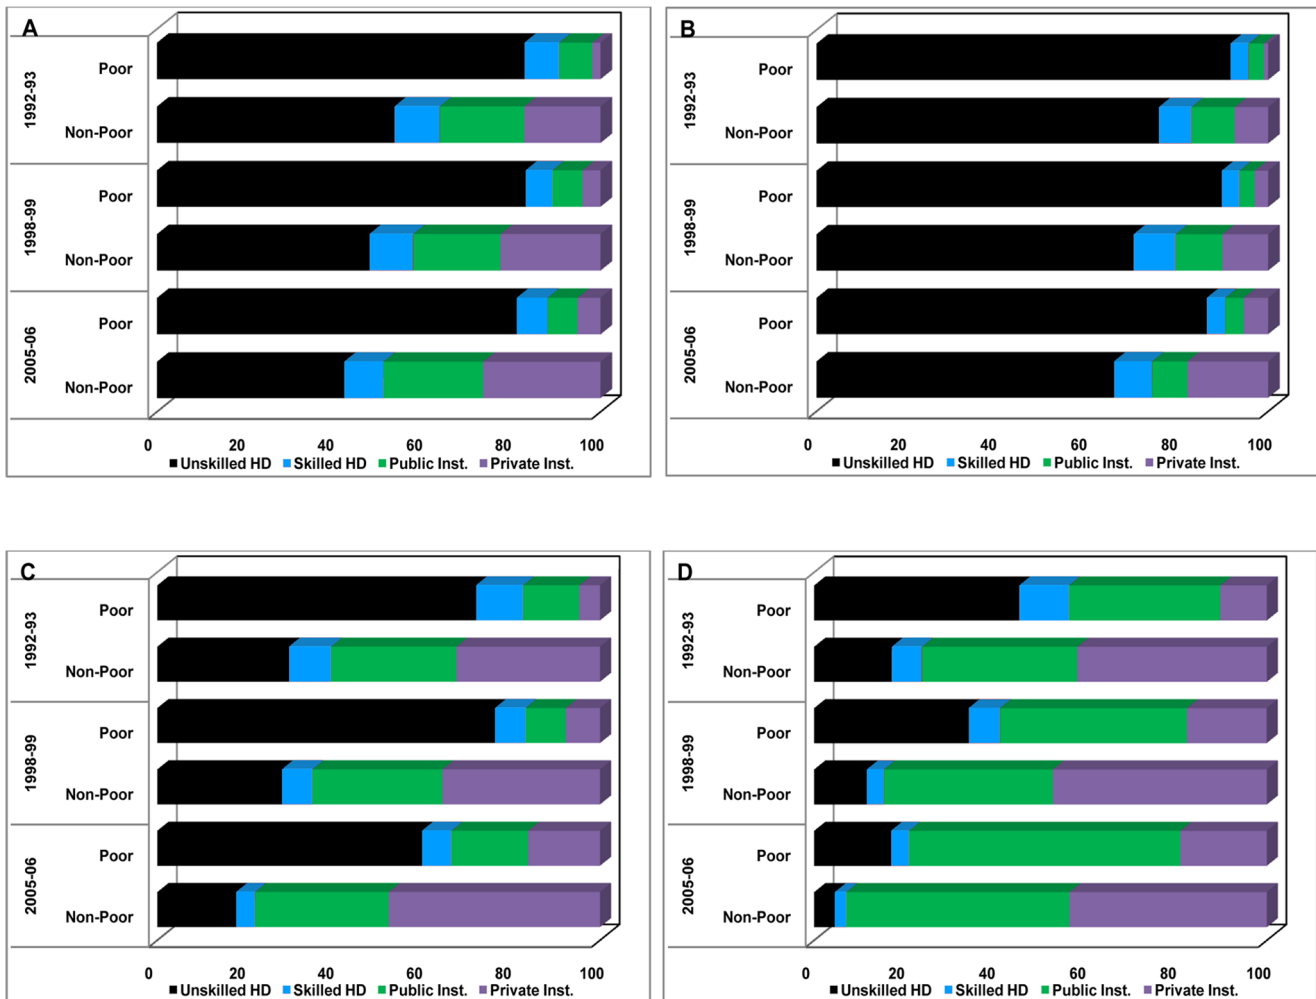 A
1992-93
Poor
Non-Poor
1998-99
Poor
Non-Poor
2005-06
Poor
Non-Poor
0 20 40 60 80 100
Unskilled HD Skilled HD Public Inst. Private Inst.
B
1992-93
Poor
Non-Poor
1998-99
Poor
Non-Poor
2005-06
Poor
Non-Poor
0 20 40 60 80 100
Unskilled HD Skilled HD Public Inst. Private Inst.
C
1992-93
Poor
Non-Poor
1998-99
Poor
Non-Poor
2005-06
Poor
Non-Poor
0 20 40 60 80 100
Unskilled HD Skilled HD Public Inst. Private Inst.
D
1992-93
Poor
Non-Poor
1998-99
Poor
Non-Poor
2005-06
Poor
Non-Poor
0 20 40 60 80 100
Unskilled HD Skilled HD Public Inst. Private Inst.